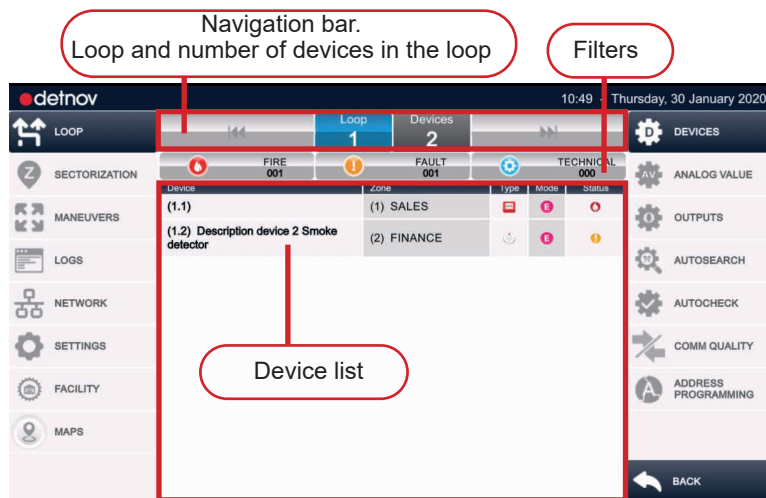 Navigation bar.
Loop and number of devices in the loop
Filters
detnov
10:49 - Thursday, 30 January 2020
LOOP
Loop
1
Devices
2
DEVICES
Z
SECTORIZATION
FIRE
001
FAULT
001
TECHNICAL
000
AV
ANALOG VALUE
Device Zone Type Mode Status
(1.1) (1) SALES E
MANEUVERS
O
OUTPUTS
(1.2) Description device 2 Smoke
detector
(2) FINANCE E
LOGS
AUTOSEARCH
NETWORK
AUTOCHECK
SETTINGS
COMM QUALITY
Device list
FACILITY
A
ADDRESS
PROGRAMMING
MAPS
D
BACK